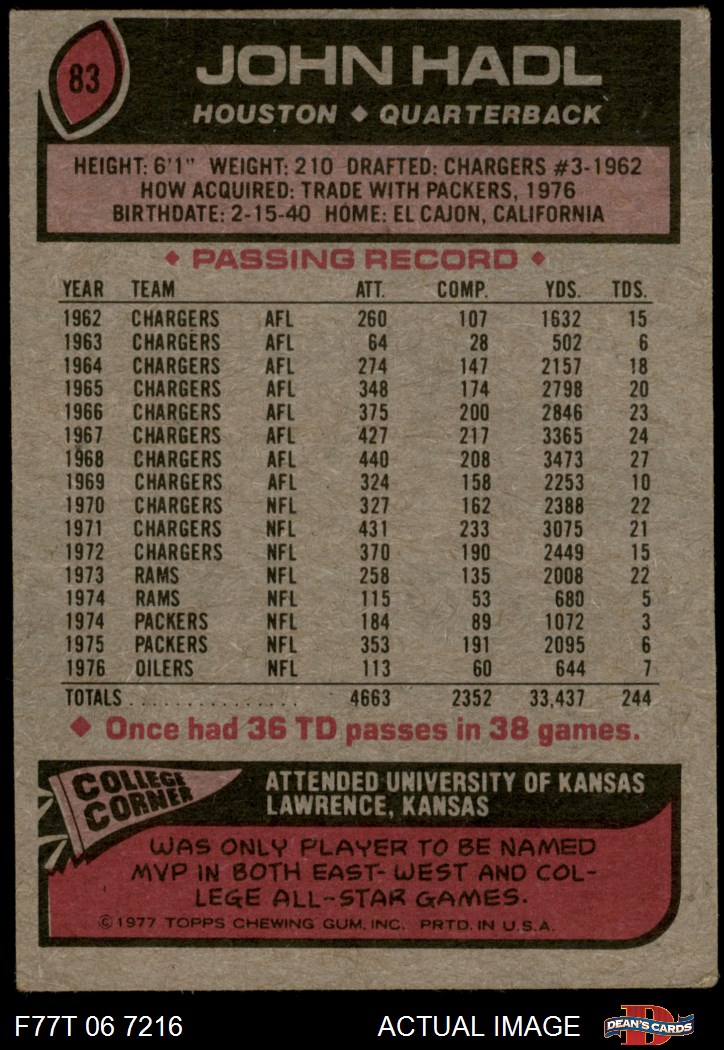 83
JOHN HADL
HOUSTON ◆ QUARTERBACK
HEIGHT: 6'1" WEIGHT: 210 DRAFTED: CHARGERS #3-1962
HOW ACQUIRED: TRADE WITH PACKERS, 1976
BIRTHDATE: 2-15-40 HOME: EL CAJON, CALIFORNIA
◆ PASSING RECORD ◆
YEAR TEAM ATT. COMP. YDS. TDS.
1962 CHARGERS AFL 260 107 1632 15
1963 CHARGERS AFL 64 28 502 6
1964 CHARGERS AFL 274 147 2157 18
1965 CHARGERS AFL 348 174 2798 20
1966 CHARGERS AFL 375 200 2846 23
1967 CHARGERS AFL 427 217 3365 24
1968 CHARGERS AFL 440 208 3473 27
1969 CHARGERS AFL 324 158 2253 10
1970 CHARGERS NFL 327 162 2388 22
1971 CHARGERS NFL 431 233 3075 21
1972 CHARGERS NFL 370 190 2449 15
1973 RAMS NFL 258 135 2008 22
1974 RAMS NFL 115 53 680 5
1974 PACKERS NFL 184 89 1072 3
1975 PACKERS NFL 353 191 2095 6
1976 OILERS NFL 113 60 644 7
TOTALS . . . . . . . . . . . . . . . 4663 2352 33,437 244
◆ Once had 36 TD passes in 38 games.
COLLEGE
CORNER
ATTENDED UNIVERSITY OF KANSAS
LAWRENCE, KANSAS
WAS ONLY PLAYER TO BE NAMED
MVP IN BOTH EAST-WEST AND COL-
LEGE ALL-STAR GAMES.
©1977 TOPPS CHEWING GUM, INC. PRTD. IN U.S.A.
F77T 06 7216 ACTUAL IMAGE
D
DEAN'S CARDS